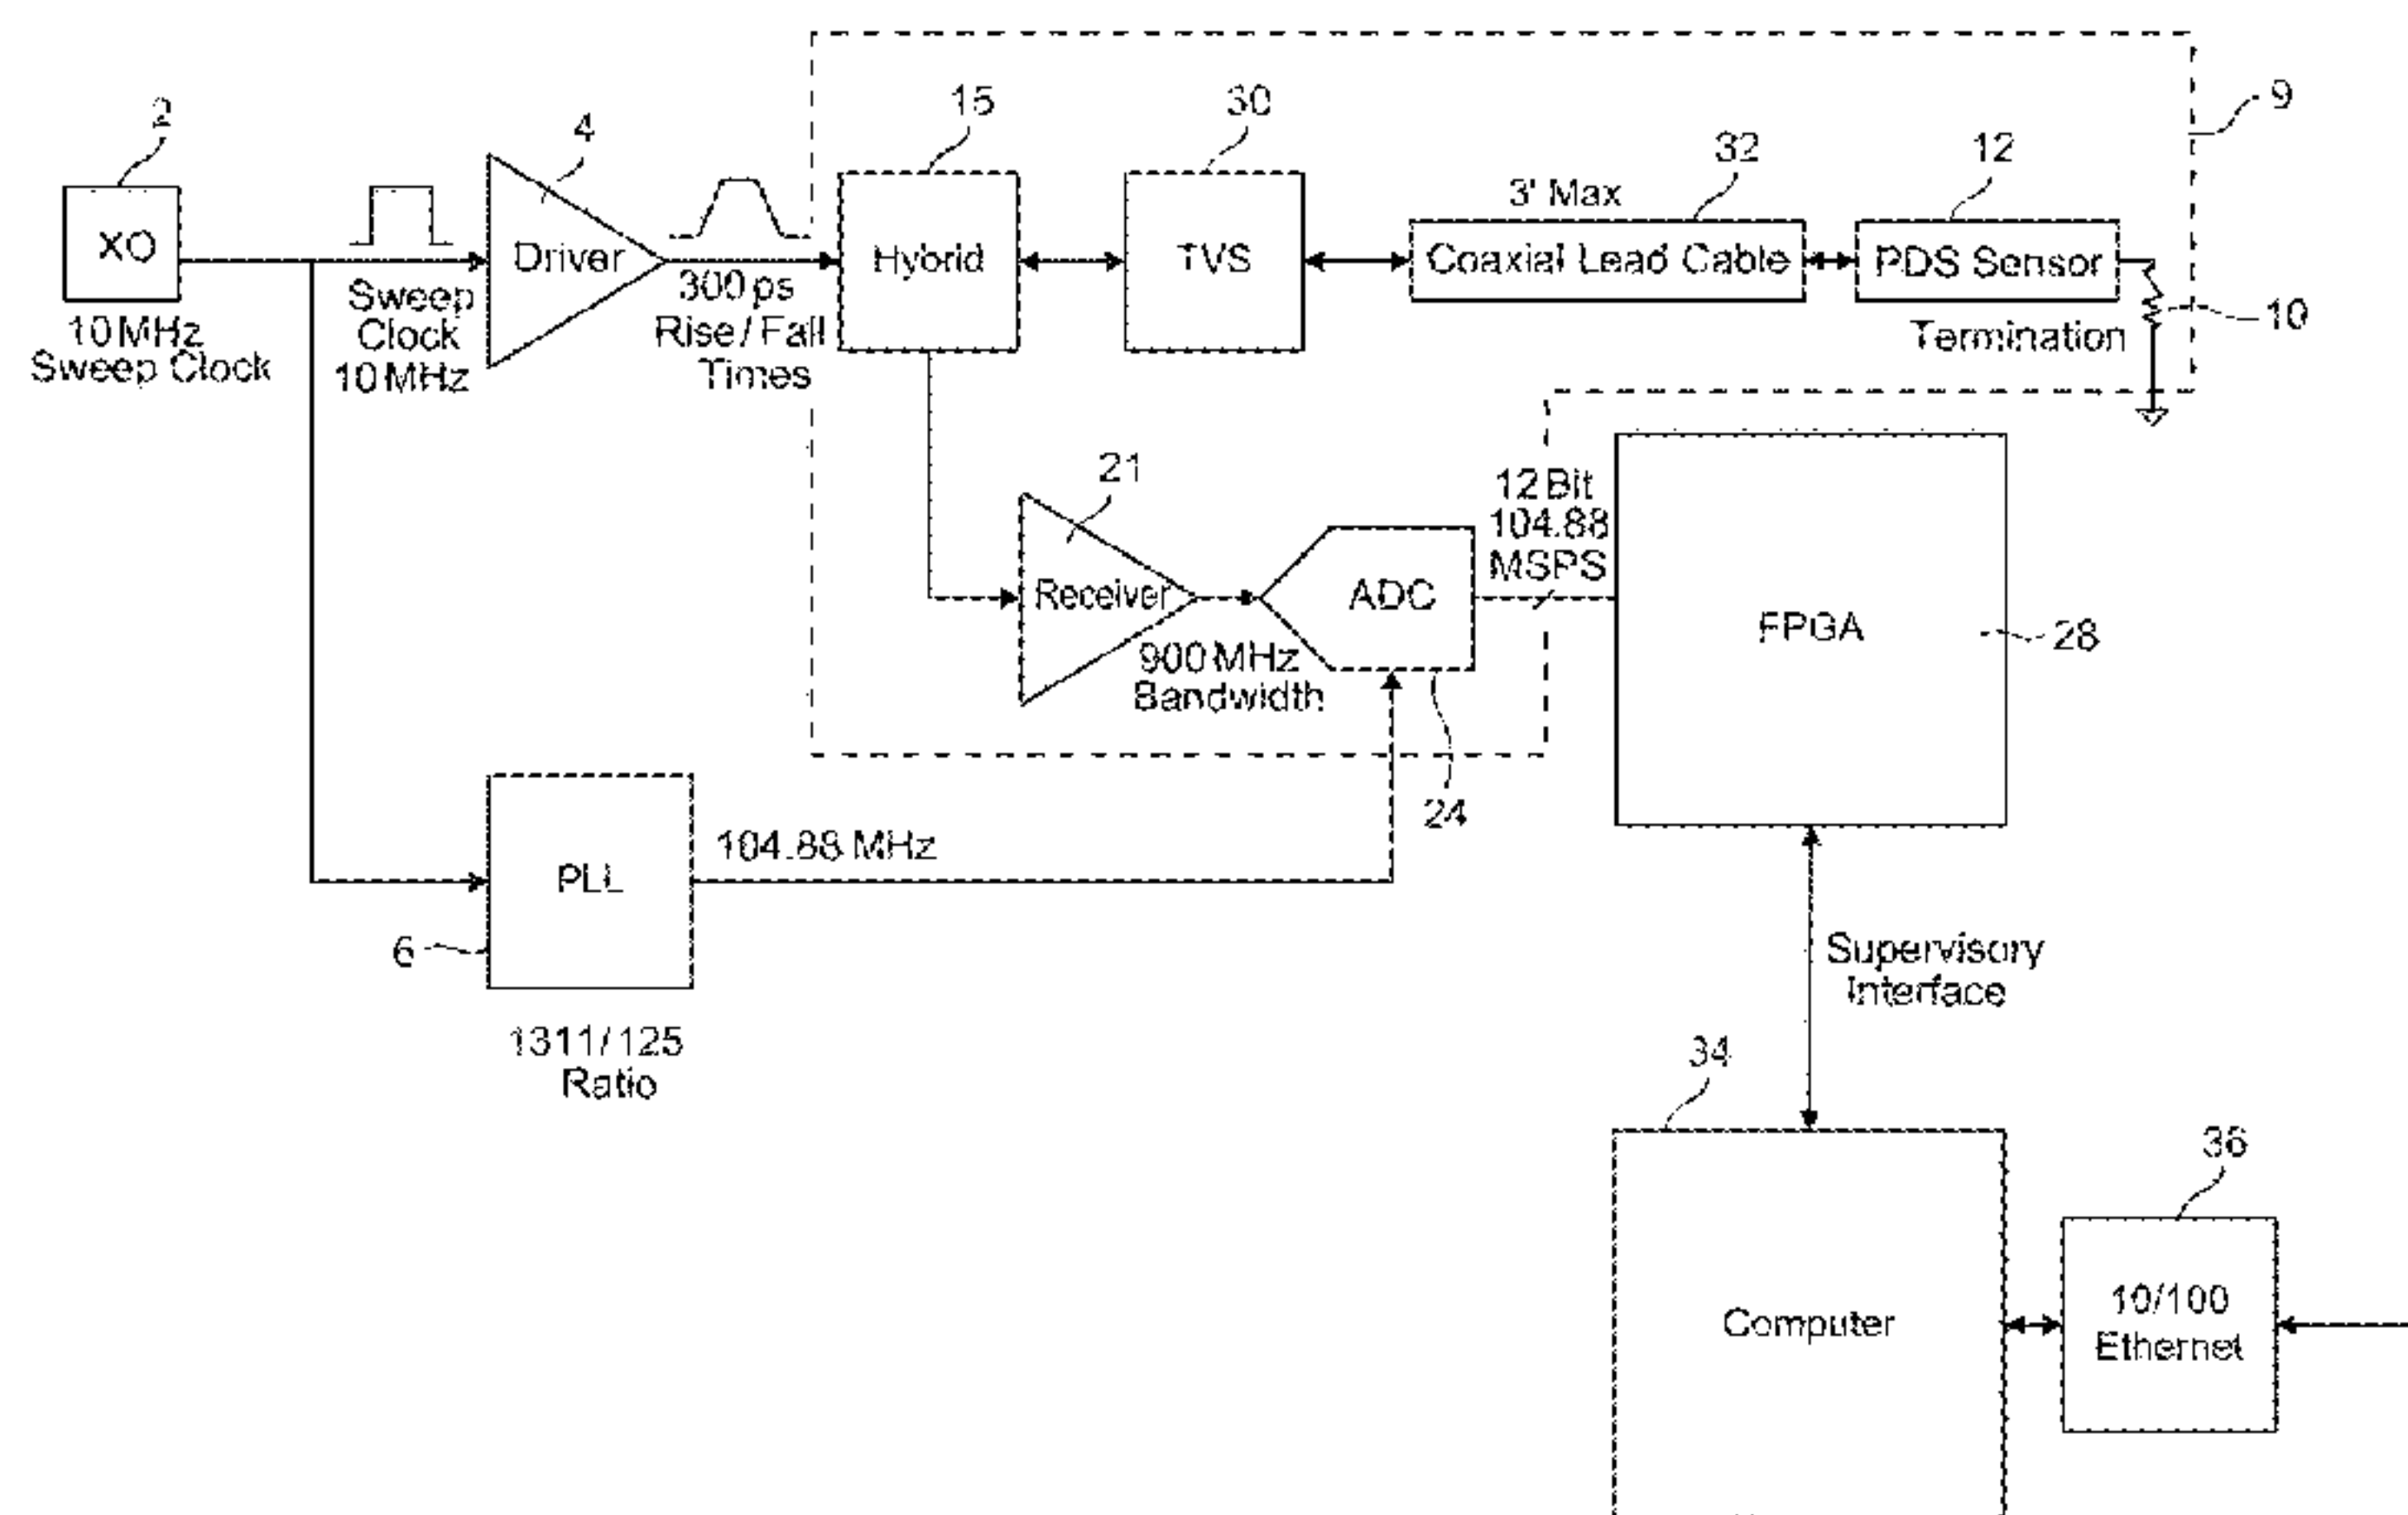 2
4
15
30
32
12
9
3' Max
XO
Driver
Hybrid
TVS
Coaxial Lead Cable
PDS Sensor
10
Termination
10 MHz
Sweep Clock
Sweep
Clock
10 MHz
300 ps
Rise / Fall
Times
21
Receiver
900 MHz
Bandwidth
ADC
12 Bit
104.88
MSPS
FPGA
28
24
PLL
104.88 MHz
6
1311/125
Ratio
Supervisory
Interface
34
Computer
36
10/100
Ethernet